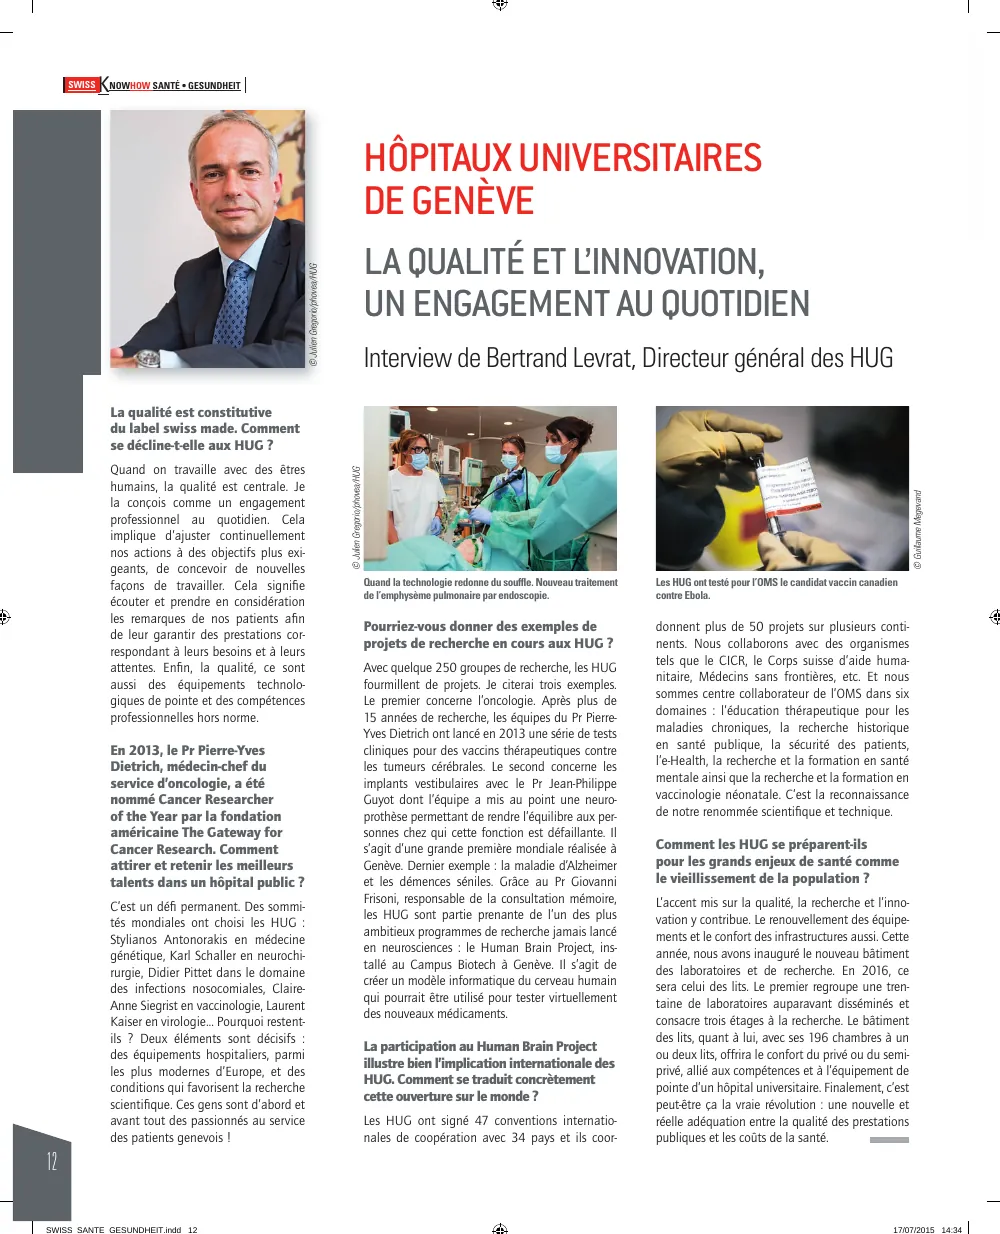 SWISS KNOWHOW SANTÉ • GESUNDHEIT
© Julien Gregorio/phovea/HUG
HÔPITAUX UNIVERSITAIRES
DE GENÈVE
LA QUALITÉ ET L’INNOVATION,
UN ENGAGEMENT AU QUOTIDIEN
Interview de Bertrand Levrat, Directeur général des HUG
La qualité est constitutive
du label swiss made. Comment
se décline-t-elle aux HUG ?
Quand on travaille avec des êtres
humains, la qualité est centrale. Je
la conçois comme un engagement
professionnel au quotidien. Cela
implique d’ajuster continuellement
nos actions à des objectifs plus exi-
geants, de concevoir de nouvelles
façons de travailler. Cela signifie
écouter et prendre en considération
les remarques de nos patients afin
de leur garantir des prestations cor-
respondant à leurs besoins et à leurs
attentes. Enfin, la qualité, ce sont
aussi des équipements technolo-
giques de pointe et des compétences
professionnelles hors norme.
En 2013, le Pr Pierre-Yves
Dietrich, médecin-chef du
service d’oncologie, a été
nommé Cancer Researcher
of the Year par la fondation
américaine The Gateway for
Cancer Research. Comment
attirer et retenir les meilleurs
talents dans un hôpital public ?
C’est un défi permanent. Des sommi-
tés mondiales ont choisi les HUG :
Stylianos Antonorakis en médecine
génétique, Karl Schaller en neurochi-
rurgie, Didier Pittet dans le domaine
des infections nosocomiales, Claire-
Anne Siegrist en vaccinologie, Laurent
Kaiser en virologie... Pourquoi restent-
ils ? Deux éléments sont décisifs :
des équipements hospitaliers, parmi
les plus modernes d’Europe, et des
conditions qui favorisent la recherche
scientifique. Ces gens sont d’abord et
avant tout des passionnés au service
des patients genevois !
© Julien Gregorio/phovea/HUG
Quand la technologie redonne du souffle. Nouveau traitement
de l’emphysème pulmonaire par endoscopie.
Pourriez-vous donner des exemples de
projets de recherche en cours aux HUG ?
Avec quelque 250 groupes de recherche, les HUG
fourmillent de projets. Je citerai trois exemples.
Le premier concerne l’oncologie. Après plus de
15 années de recherche, les équipes du Pr Pierre-
Yves Dietrich ont lancé en 2013 une série de tests
cliniques pour des vaccins thérapeutiques contre
les tumeurs cérébrales. Le second concerne les
implants vestibulaires avec le Pr Jean-Philippe
Guyot dont l’équipe a mis au point une neuro-
prothèse permettant de rendre l’équilibre aux per-
sonnes chez qui cette fonction est défaillante. Il
s’agit d’une grande première mondiale réalisée à
Genève. Dernier exemple : la maladie d’Alzheimer
et les démences séniles. Grâce au Pr Giovanni
Frisoni, responsable de la consultation mémoire,
les HUG sont partie prenante de l’un des plus
ambitieux programmes de recherche jamais lancé
en neurosciences : le Human Brain Project, ins-
tallé au Campus Biotech à Genève. Il s’agit de
créer un modèle informatique du cerveau humain
qui pourrait être utilisé pour tester virtuellement
des nouveaux médicaments.
La participation au Human Brain Project
illustre bien l’implication internationale des
HUG. Comment se traduit concrètement
cette ouverture sur le monde ?
Les HUG ont signé 47 conventions internatio-
nales de coopération avec 34 pays et ils coor-
© Guillaume Megevand
Les HUG ont testé pour l’OMS le candidat vaccin canadien
contre Ebola.
donnent plus de 50 projets sur plusieurs conti-
nents. Nous collaborons avec des organismes
tels que le CICR, le Corps suisse d’aide huma-
nitaire, Médecins sans frontières, etc. Et nous
sommes centre collaborateur de l’OMS dans six
domaines : l’éducation thérapeutique pour les
maladies chroniques, la recherche historique
en santé publique, la sécurité des patients,
l’e-Health, la recherche et la formation en santé
mentale ainsi que la recherche et la formation en
vaccinologie néonatale. C’est la reconnaissance
de notre renommée scientifique et technique.
Comment les HUG se préparent-ils
pour les grands enjeux de santé comme
le vieillissement de la population ?
L’accent mis sur la qualité, la recherche et l’inno-
vation y contribue. Le renouvellement des équipe-
ments et le confort des infrastructures aussi. Cette
année, nous avons inauguré le nouveau bâtiment
des laboratoires et de recherche. En 2016, ce
sera celui des lits. Le premier regroupe une tren-
taine de laboratoires auparavant disséminés et
consacre trois étages à la recherche. Le bâtiment
des lits, quant à lui, avec ses 196 chambres à un
ou deux lits, offrira le confort du privé ou du semi-
privé, allié aux compétences et à l’équipement de
pointe d’un hôpital universitaire. Finalement, c’est
peut-être ça la vraie révolution : une nouvelle et
réelle adéquation entre la qualité des prestations
publiques et les coûts de la santé.
12
SWISS_SANTE_GESUNDHEIT.indd 12
17/07/2015 14:34